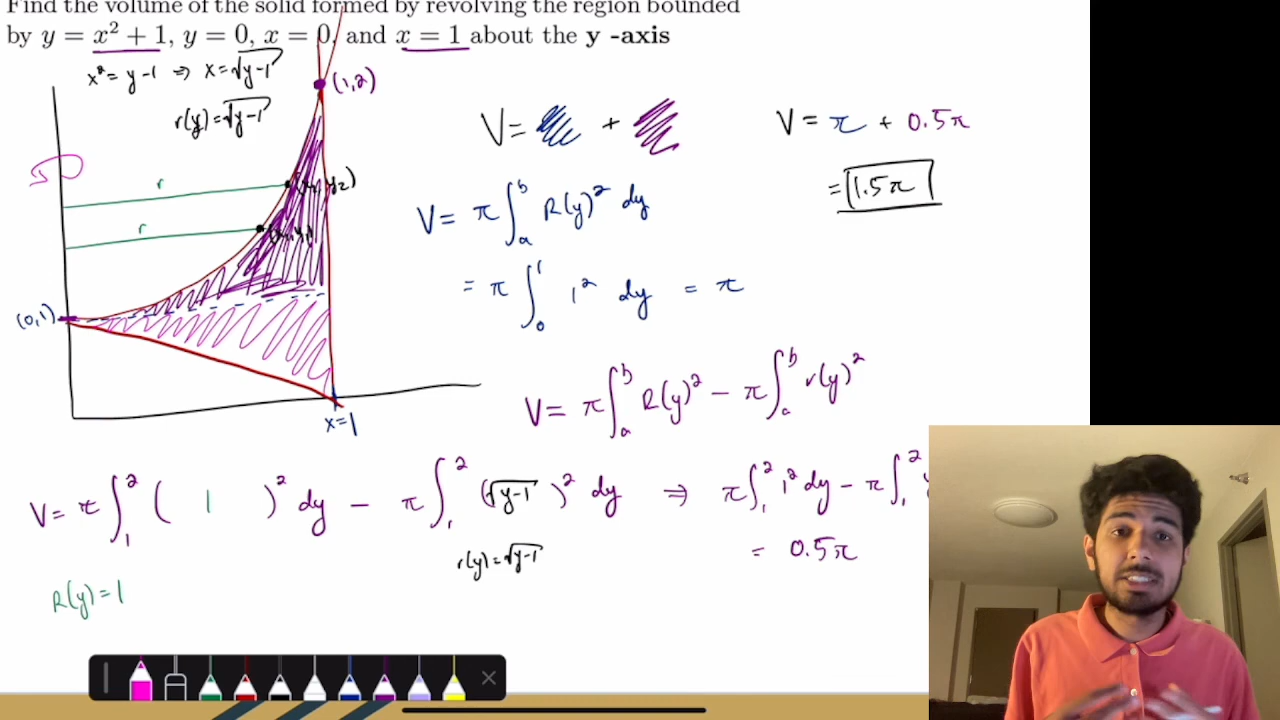 Find the volume of the solid formed by revolving the region bounded
by y = x² + 1, y = 0, x = 0, and x = 1 about the y -axis
x² = y-1 ⇒ x = √y-1
r(y) = √y-1
(1,2)
r
r
(0,1)
x=1
V = +
V = π∫ₐᵇ R(y)² dy
= π∫₀¹ 1² dy = π
V = π + 0.5π
= 1.5π
V = π∫ₐᵇ R(y)² - π∫ₐᵇ r(y)²
V = π∫₁² ( 1 )² dy - π∫₁² (√y-1)² dy ⇒ π∫₁² 1² dy - π∫₁²
r(y) = √y-1
= 0.5π
R(y) = 1